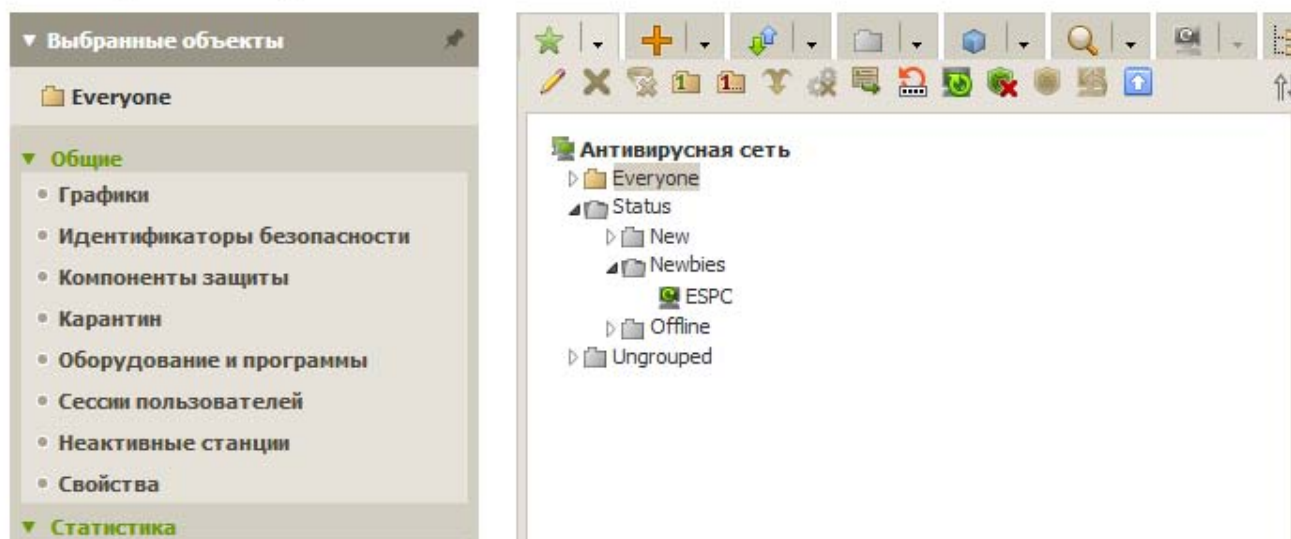 Выбранные объекты
Everyone
Общие
Графики
Идентификаторы безопасности
Компоненты защиты
Карантин
Оборудование и программы
Сессии пользователей
Неактивные станции
Свойства
Статистика
Антивирусная сеть
Everyone
Status
New
Newbies
ESPC
Offline
Ungrouped